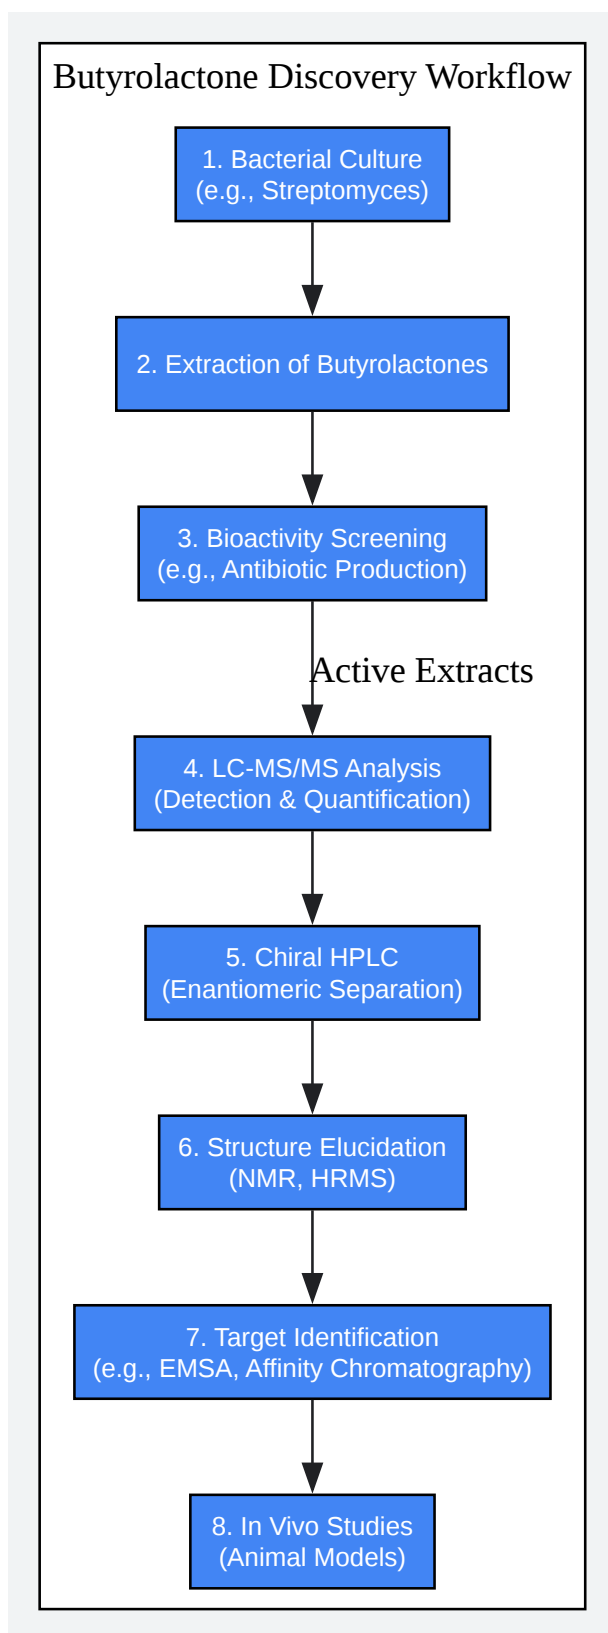 Butyrolactone Discovery Workflow
1. Bacterial Culture
(e.g., Streptomyces)
2. Extraction of Butyrolactones
3. Bioactivity Screening
(e.g., Antibiotic Production)
Active Extracts
4. LC-MS/MS Analysis
(Detection & Quantification)
5. Chiral HPLC
(Enantiomeric Separation)
6. Structure Elucidation
(NMR, HRMS)
7. Target Identification
(e.g., EMSA, Affinity Chromatography)
8. In Vivo Studies
(Animal Models)